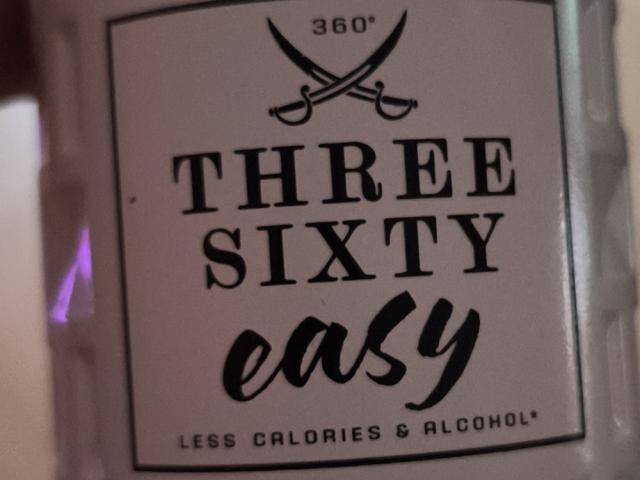 360°
THREE
SIXTY
easy
LESS CALORIES & ALCOHOL*